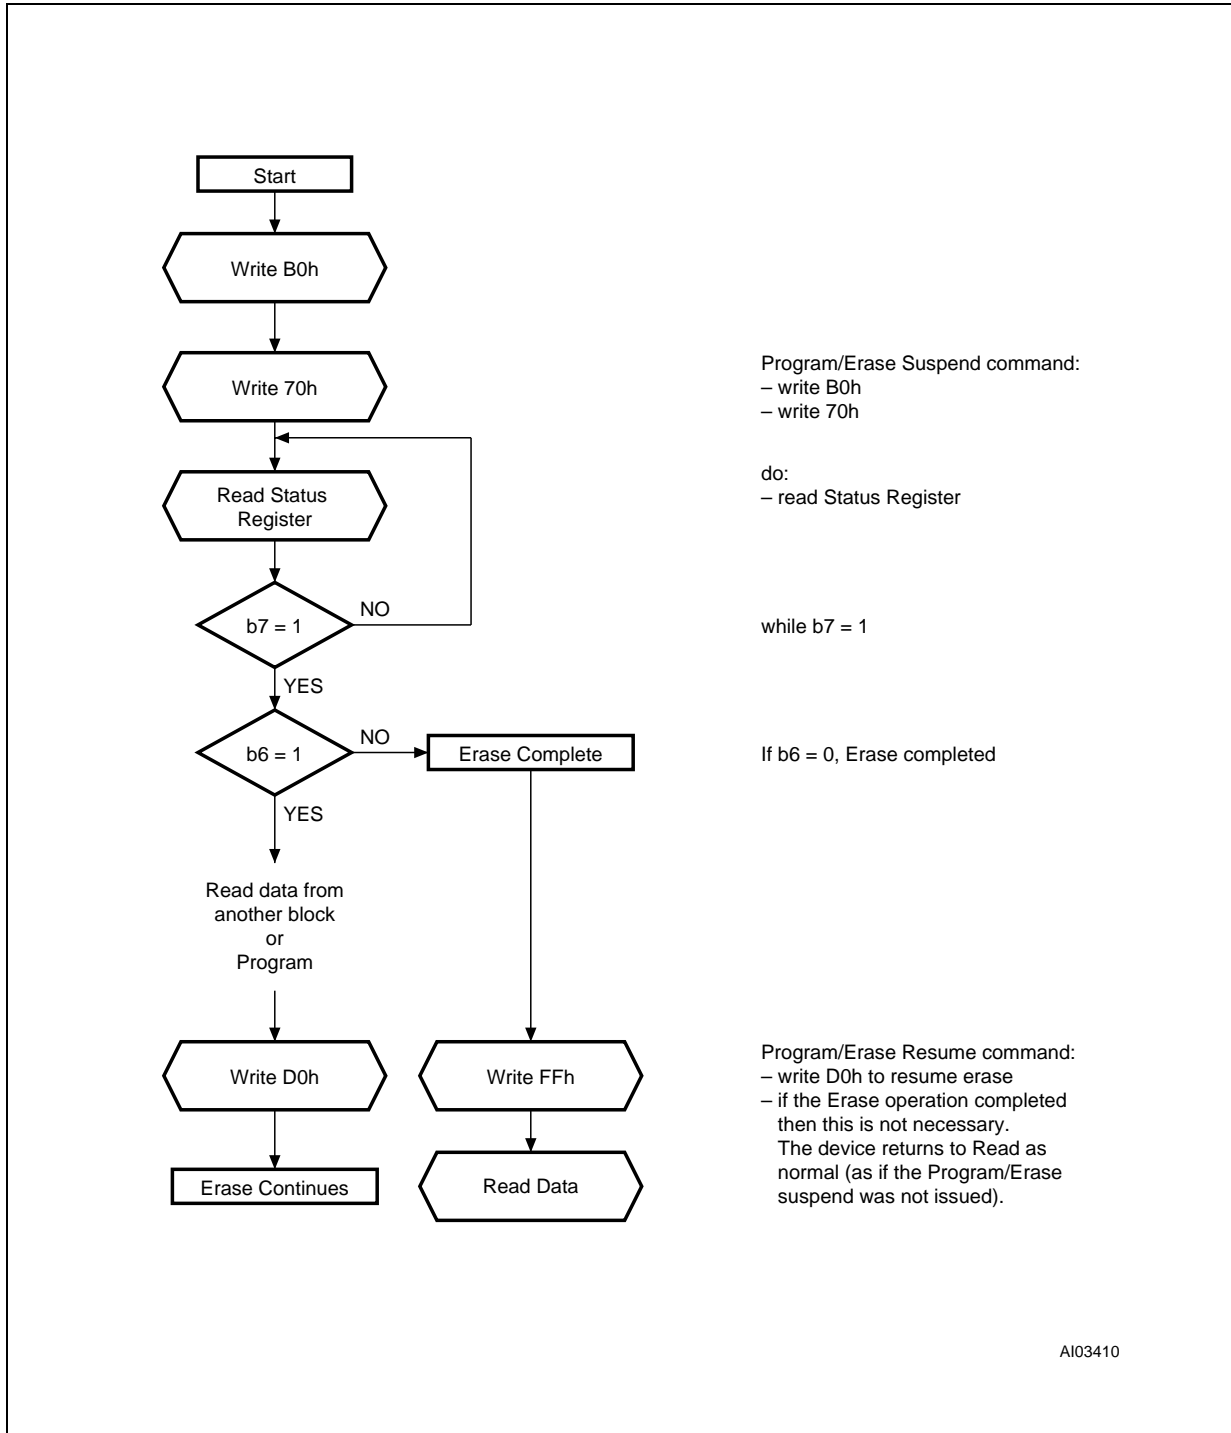 Start
Write B0h
Write 70h
Program/Erase Suspend command:
– write B0h
– write 70h
Read Status
Register
do:
– read Status Register
b7 = 1
NO
while b7 = 1
YES
b6 = 1
NO
Erase Complete
If b6 = 0, Erase completed
YES
Read data from
another block
or
Program
Write D0h
Write FFh
Program/Erase Resume command:
– write D0h to resume erase
– if the Erase operation completed
then this is not necessary.
The device returns to Read as
normal (as if the Program/Erase
suspend was not issued).
Erase Continues
Read Data
AI03410